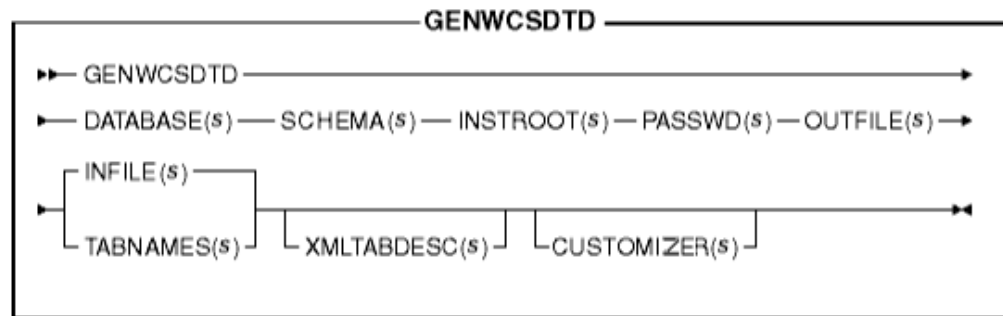 GENWCSDTD
GENWCSDTD
DATABASE(s) SCHEMA(s) INSTROOT(s) PASSWD(s) OUTFILE(s)
INFILE(s)
TABNAMES(s) XMLTABDESC(s) CUSTOMIZER(s)